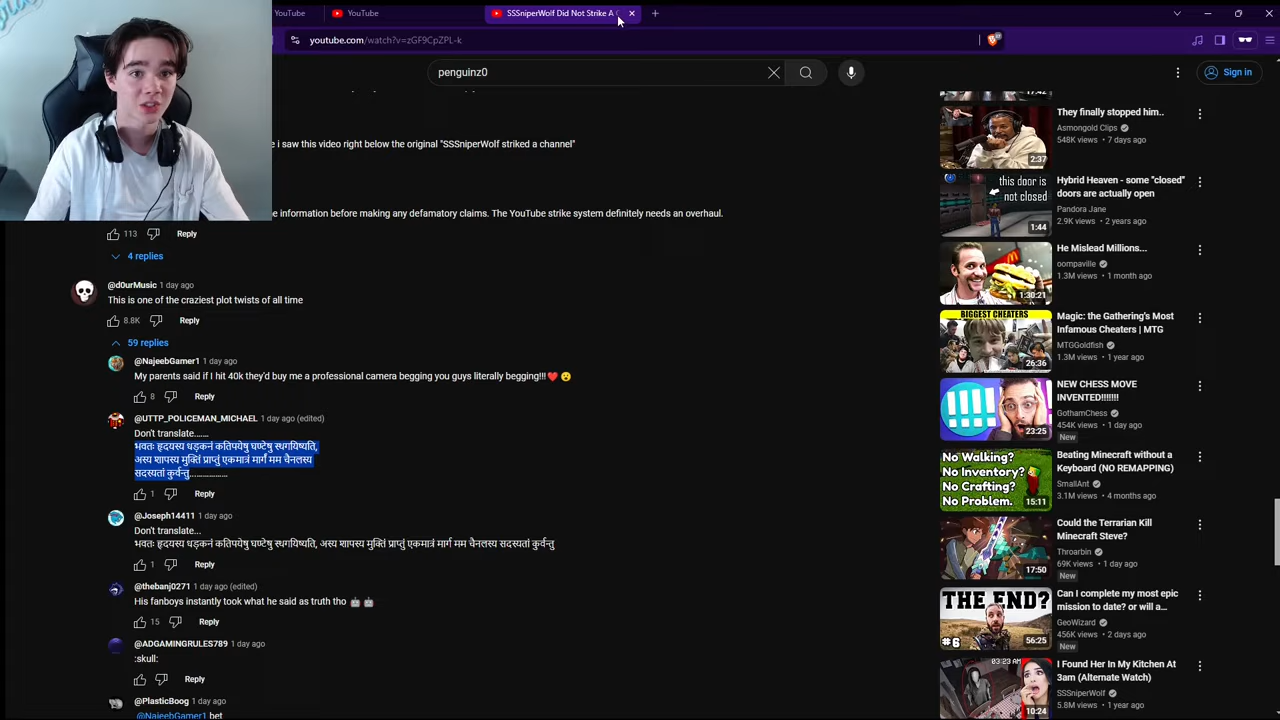 YouTube
YouTube
SSSniperWolf Did Not Strike A
youtube.com/watch?v=zGF9CpZPL-k
penguinz0
Sign in
e i saw this video right below the original "SSSniperWolf striked a channel"
e information before making any defamatory claims. The YouTube strike system definitely needs an overhaul.
113
Reply
4 replies
@d0urMusic 1 day ago
This is one of the craziest plot twists of all time
8.8K
Reply
59 replies
@NajeebGamer1 1 day ago
My parents said if I hit 40k they'd buy me a professional camera begging you guys literally begging!!!❤️😮
8
Reply
@UTTP_POLICEMAN_MICHAEL 1 day ago (edited)
Don't translate.......
भवतः हृदयस्य धड़कनं कतिपयेषु घण्टेषु स्थगयिष्यति,
अस्य शापस्य मुक्तिं प्राप्तुं एकमात्रं मार्गं मम चैनलस्य
सदस्यतां कुर्वन्तु..................
1
Reply
@Joseph14411 1 day ago
Don't translate...
भवतः हृदयस्य धड़कनं कतिपयेषु घण्टेषु स्थगयिष्यति, अस्य शापस्य मुक्तिं प्राप्तुं एकमात्रं मार्गं मम चैनलस्य सदस्यतां कुर्वन्तु
1
Reply
@thebanj0271 1 day ago (edited)
His fanboys instantly took what he said as truth tho 🤖🤖
15
Reply
@ADGAMINGRULES789 1 day ago
:skull:
Reply
@PlasticBoog 1 day ago
@NajeebGamer1 bet
17:42
They finally stopped him..
Asmongold Clips
548K views • 7 days ago
2:37
this door is
not closed
1:44
Hybrid Heaven - some "closed"
doors are actually open
Pandora Jane
2.9K views • 2 years ago
1:30:21
He Mislead Millions...
oompaville
1.3M views • 1 month ago
BIGGEST CHEATERS
26:36
Magic: the Gathering's Most
Infamous Cheaters | MTG
MTGGoldfish
1.3M views • 1 year ago
23:25
NEW CHESS MOVE
INVENTED!!!!!!!
GothamChess
454K views • 1 day ago
New
No Walking?
No Inventory?
No Crafting?
No Problem.
15:11
Beating Minecraft without a
Keyboard (NO REMAPPING)
SmallAnt
3.1M views • 4 months ago
17:50
Could the Terrarian Kill
Minecraft Steve?
Throarbin
69K views • 1 day ago
New
THE END?
#6
56:25
Can I complete my most epic
mission to date? or will a...
GeoWizard
456K views • 2 days ago
New
03:23 AM
10:24
I Found Her In My Kitchen At
3am (Alternate Watch)
SSSniperWolf
5.8M views • 1 year ago